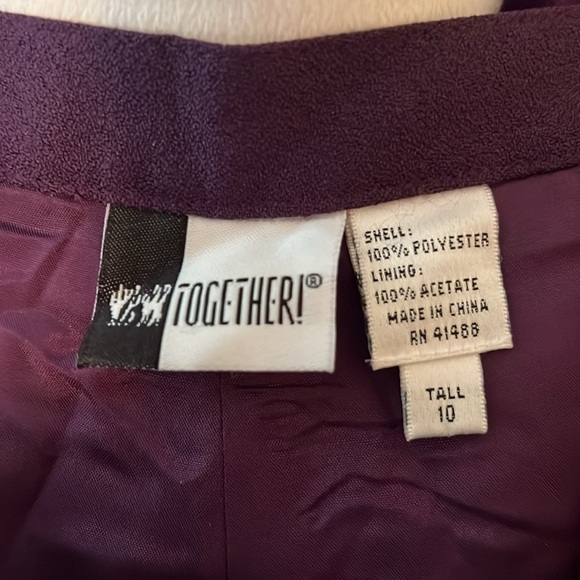 TOGETHER!®
SHELL:
100% POLYESTER
LINING:
100% ACETATE
MADE IN CHINA
RN 41488
TALL
10